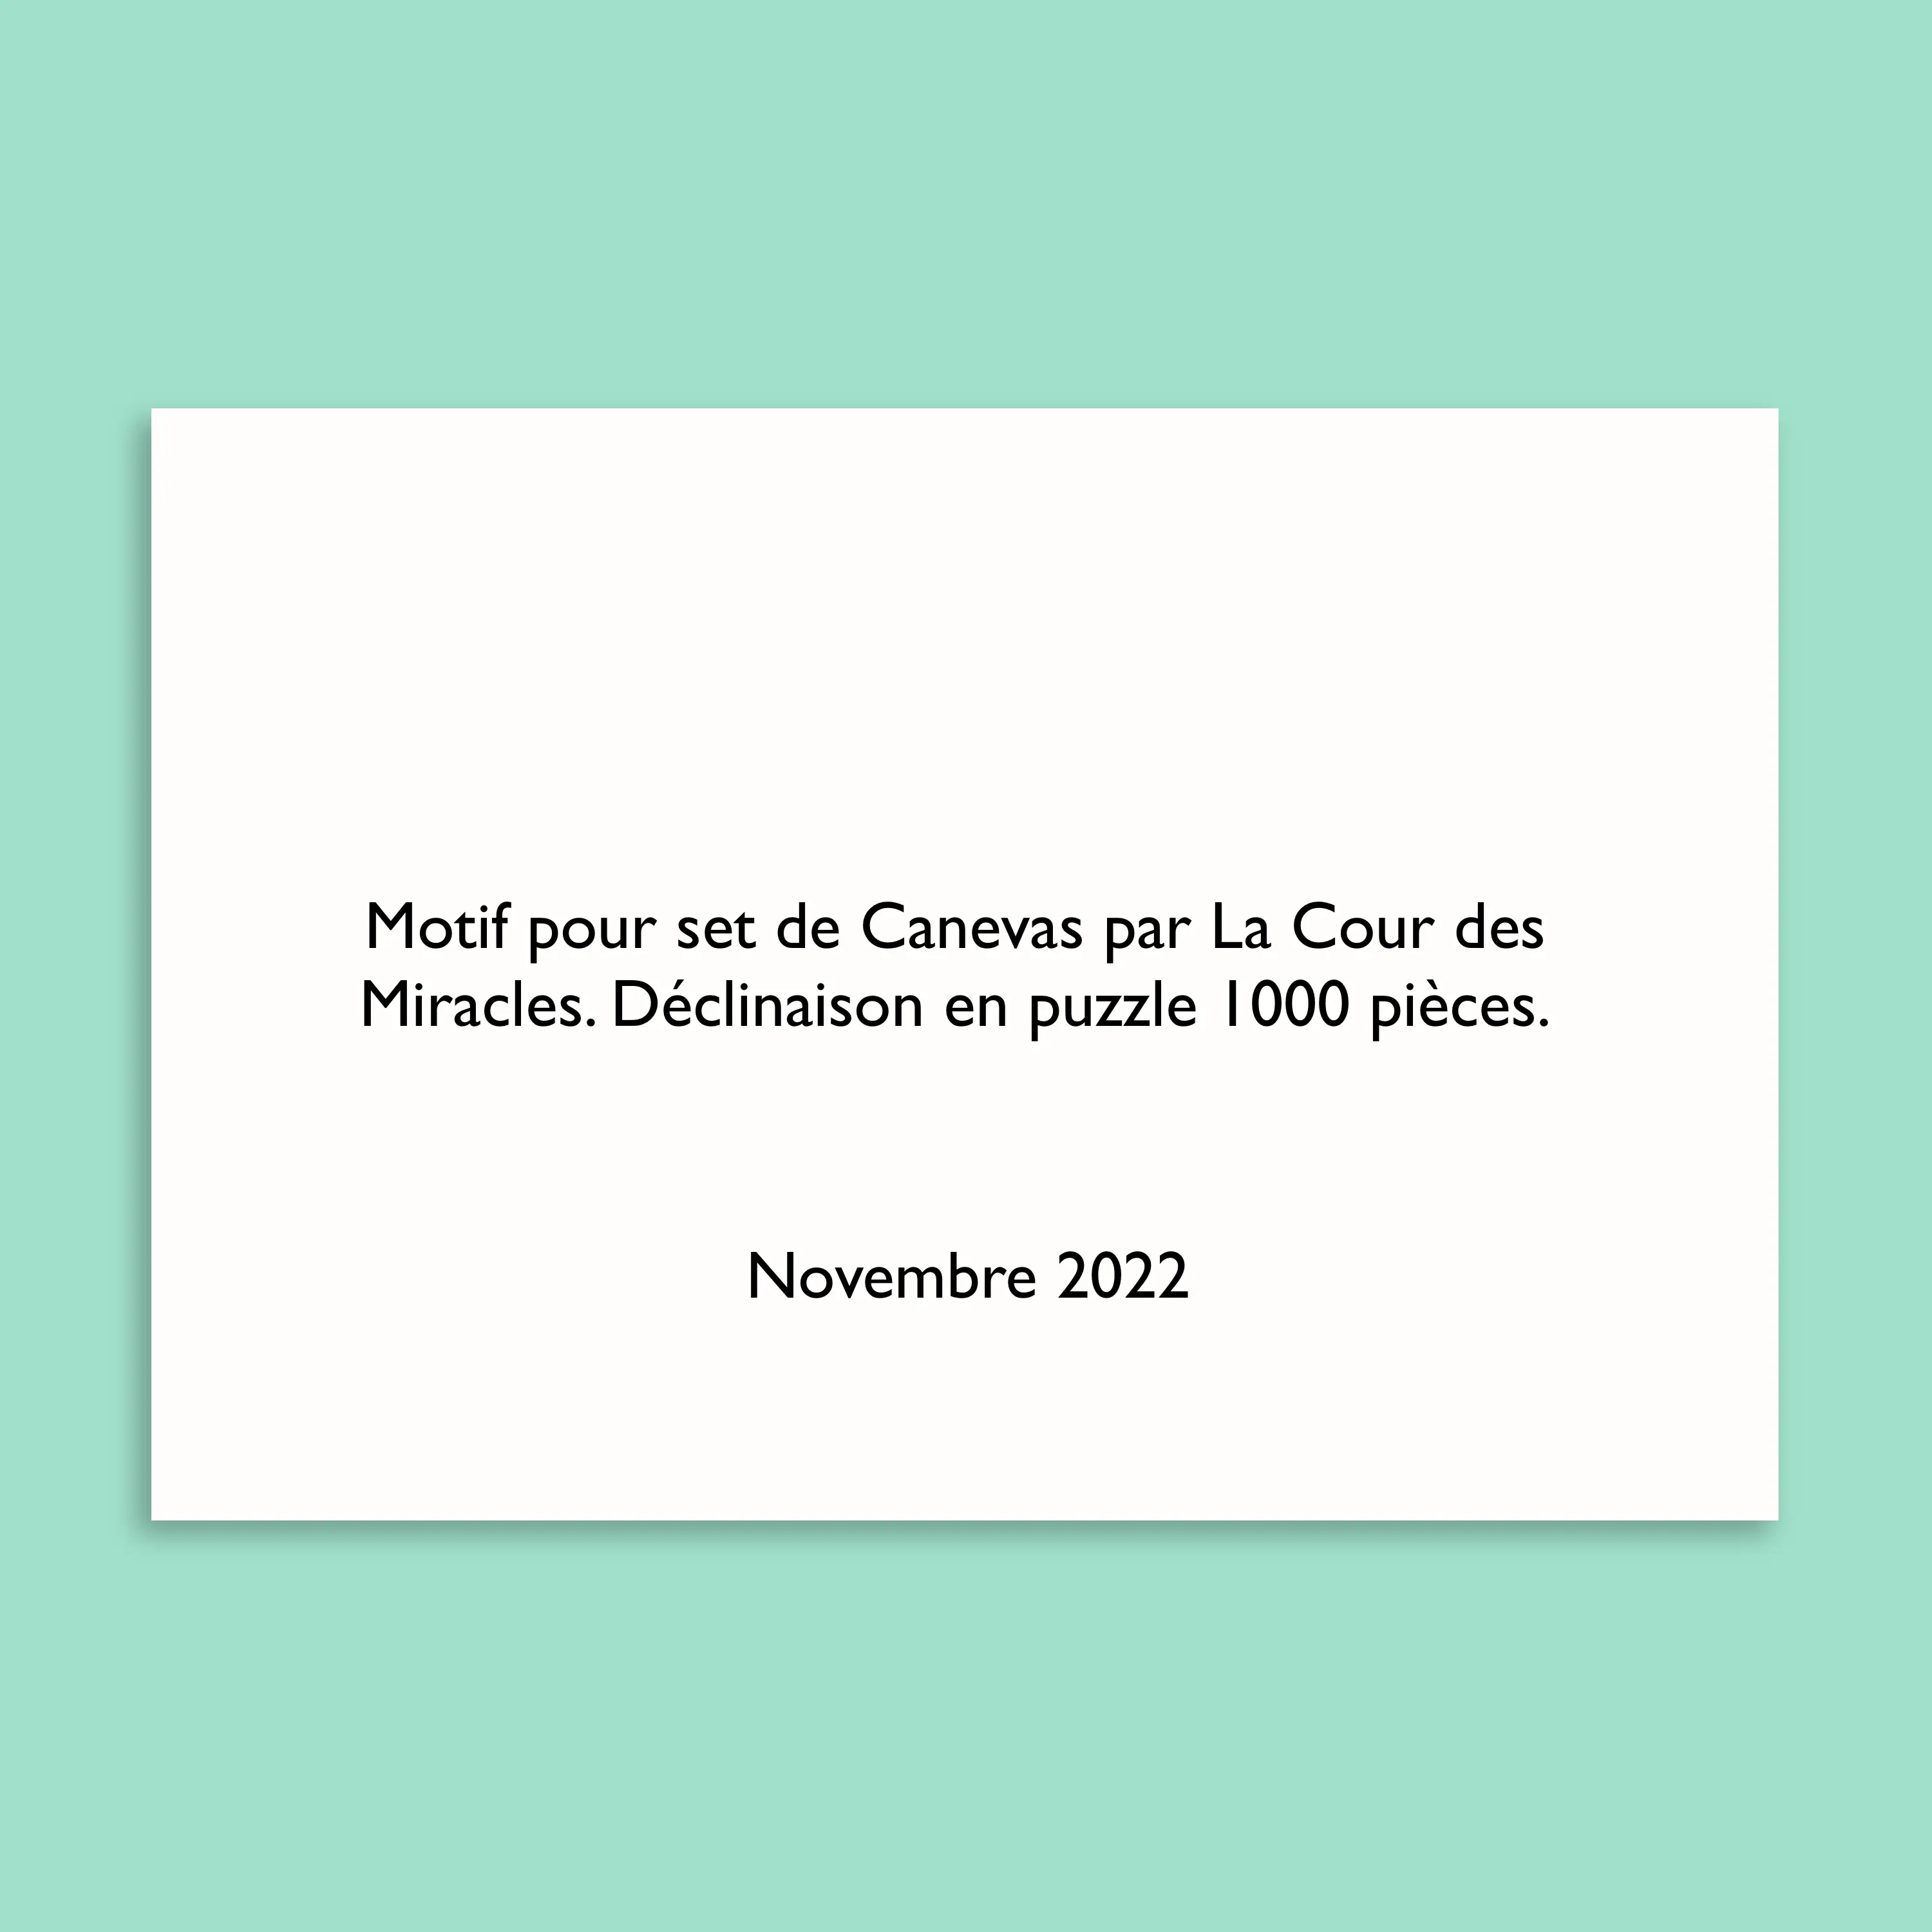 Motif pour set de Canevas par La Cour des
Miracles. Déclinaison en puzzle 1000 pièces.
Novembre 2022